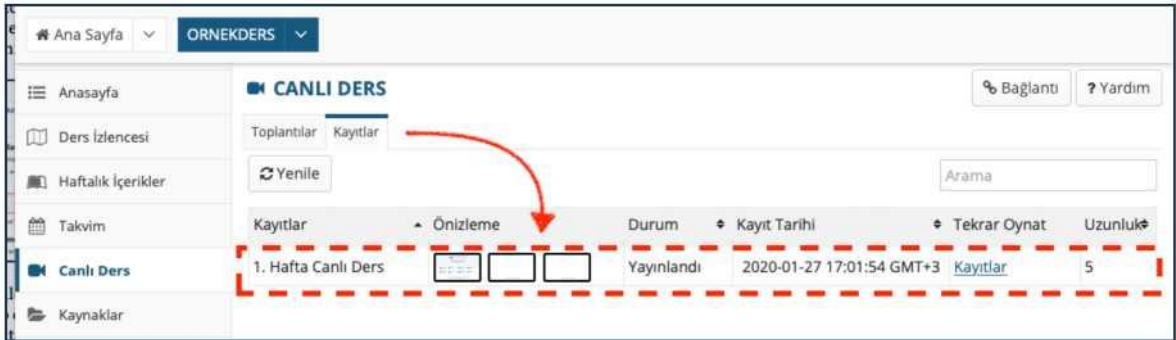 Ana Sayfa
ORNEKDERS
Anasayfa
Ders İzlencesi
Haftalık İçerikler
Takvim
Canlı Ders
Kaynaklar
CANLI DERS
Bağlantı
? Yardım
Toplantılar Kayıtlar
Yenile
Arama
Kayıtlar Önizleme Durum Kayıt Tarihi Tekrar Oynat Uzunluk
1. Hafta Canlı Ders Yayınlandı 2020-01-27 17:01:54 GMT+3 Kayıtlar 5